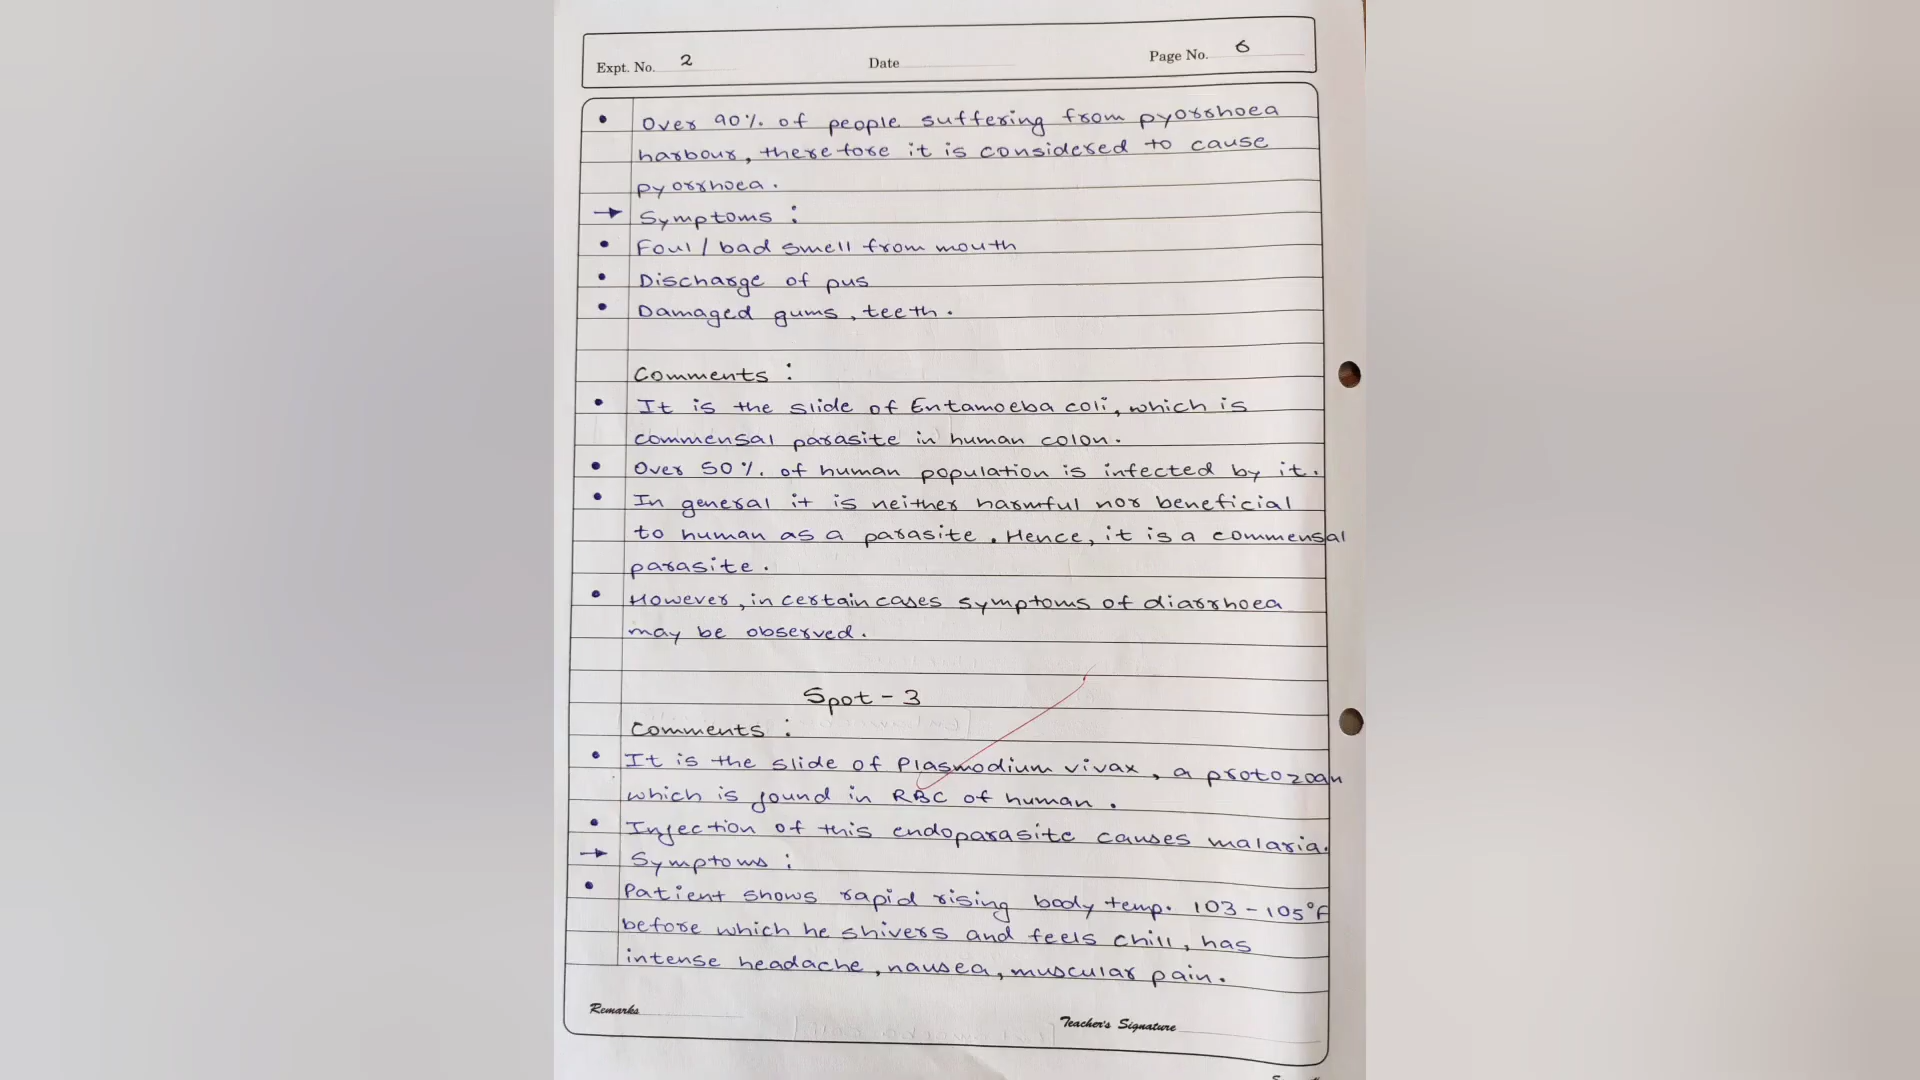 Expt. No. 2 Date Page No. 6
• Over 90% of people suffering from pyorrhoea
harbour, therefore it is considered to cause
pyorrhoea.
→ Symptoms :
• Foul / bad smell from mouth
• Discharge of pus
• Damaged gums, teeth.
Comments :
• It is the slide of Entamoeba coli, which is
commensal parasite in human colon.
• Over 50% of human population is infected by it.
• In general it is neither harmful nor beneficial
to human as a parasite. Hence, it is a commensal
parasite.
• However, in certain cases symptoms of diarrhoea
may be observed.
Spot - 3
Comments :
• It is the slide of Plasmodium vivax, a protozoan
which is found in RBC of human.
• Infection of this endoparasite causes malaria.
→ Symptoms :
• Patient shows rapid rising body temp. 103 - 105°F
before which he shivers and feels chill, has
intense headache, nausea, muscular pain.
Remarks
Teacher's Signature